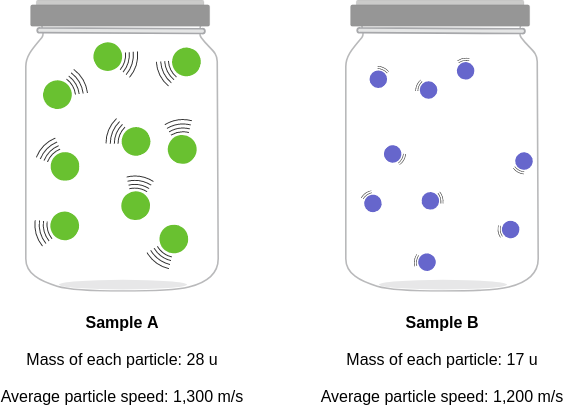 Sample A
Sample B
Mass of each particle: 28 u
Mass of each particle: 17 u
Average particle speed: 1,300 m/s
Average particle speed: 1,200 m/s